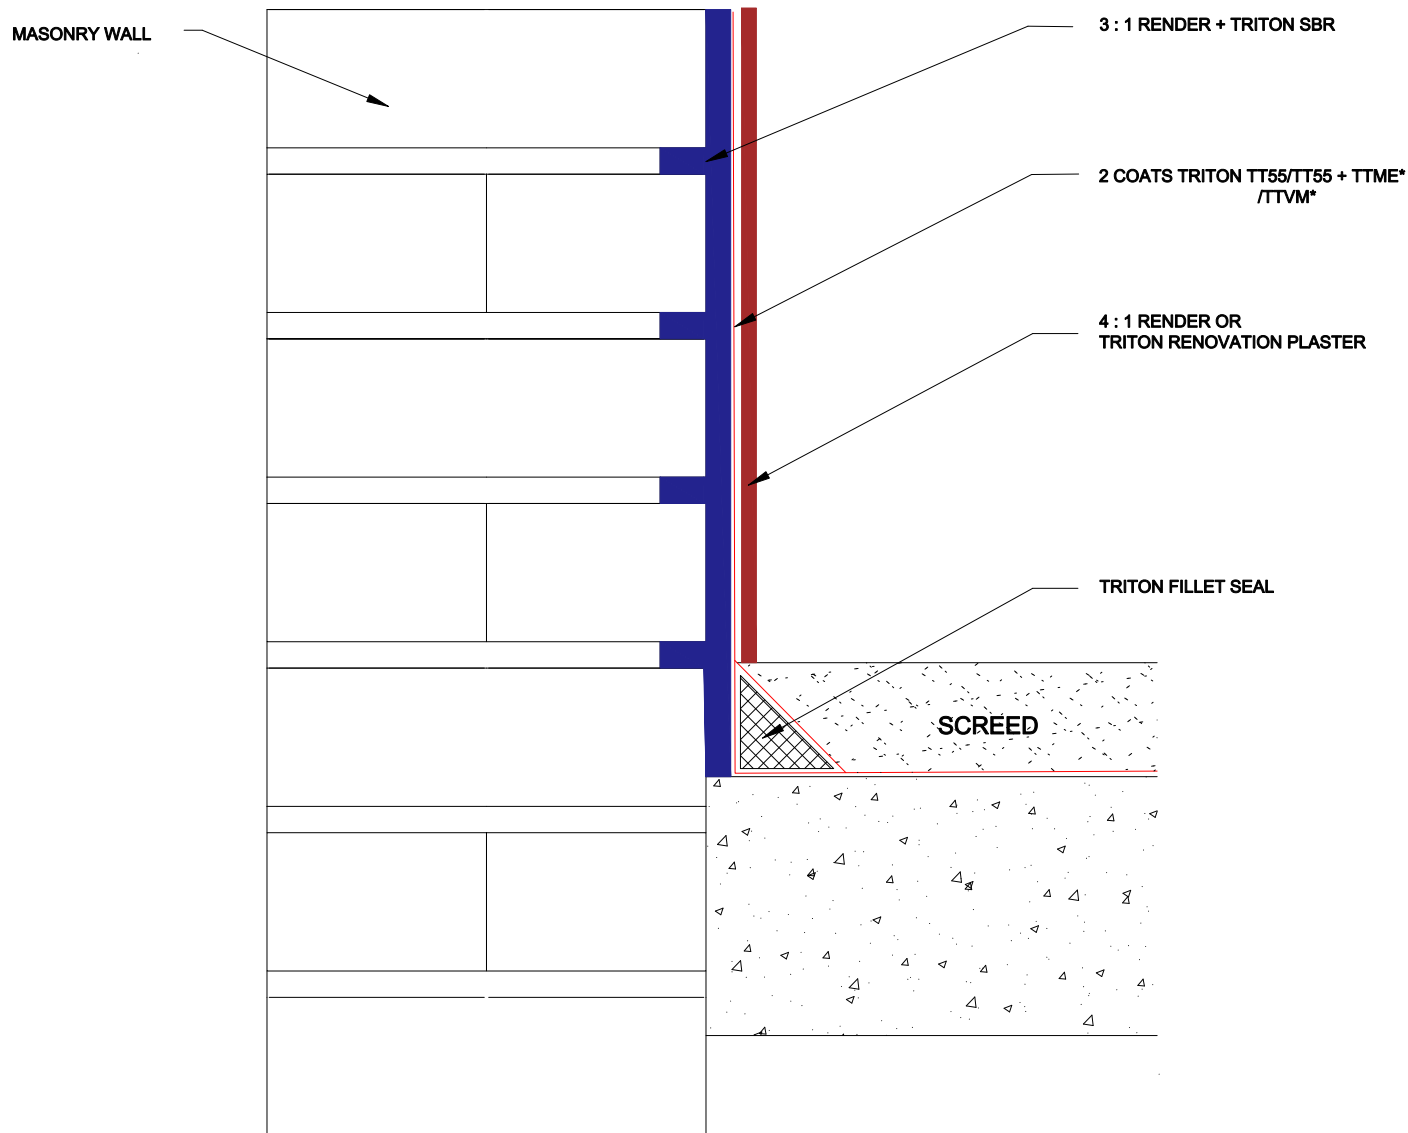 MASONRY WALL
3 : 1 RENDER + TRITON SBR
2 COATS TRITON TT55/TT55 + TTME*
/TTVM*
4 : 1 RENDER OR
TRITON RENOVATION PLASTER
TRITON FILLET SEAL
SCREED